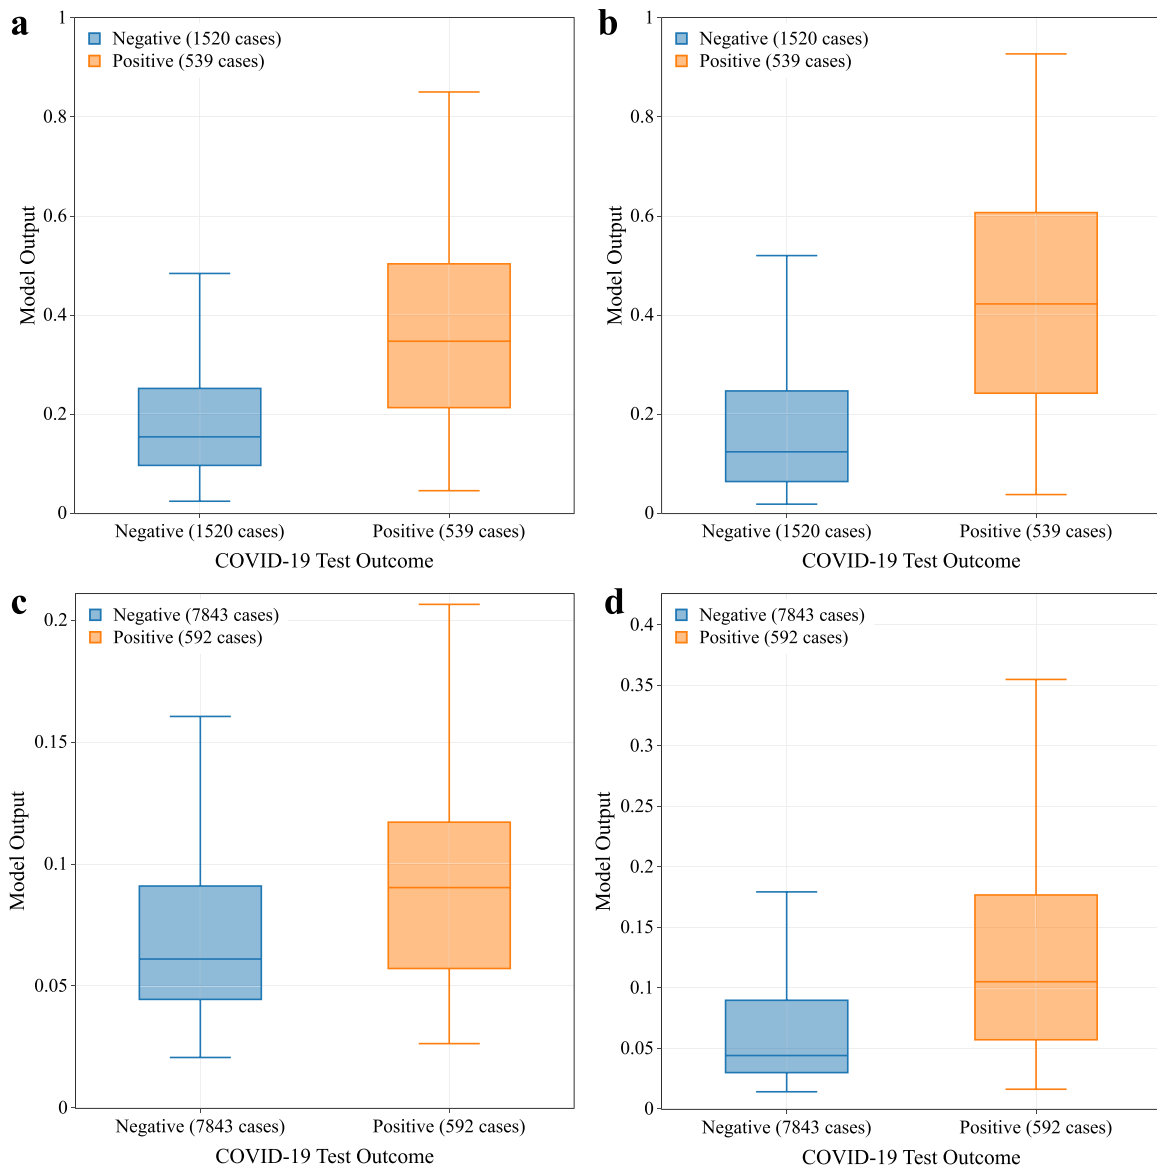 a
Negative (1520 cases)
Positive (539 cases)
1
0.8
0.6
0.4
0.2
0
Model Output
Negative (1520 cases)
Positive (539 cases)
COVID-19 Test Outcome
b
Negative (1520 cases)
Positive (539 cases)
1
0.8
0.6
0.4
0.2
0
Model Output
Negative (1520 cases)
Positive (539 cases)
COVID-19 Test Outcome
c
Negative (7843 cases)
Positive (592 cases)
0.2
0.15
0.1
0.05
0
Model Output
Negative (7843 cases)
Positive (592 cases)
COVID-19 Test Outcome
d
Negative (7843 cases)
Positive (592 cases)
0.4
0.35
0.3
0.25
0.2
0.15
0.1
0.05
0
Model Output
Negative (7843 cases)
Positive (592 cases)
COVID-19 Test Outcome